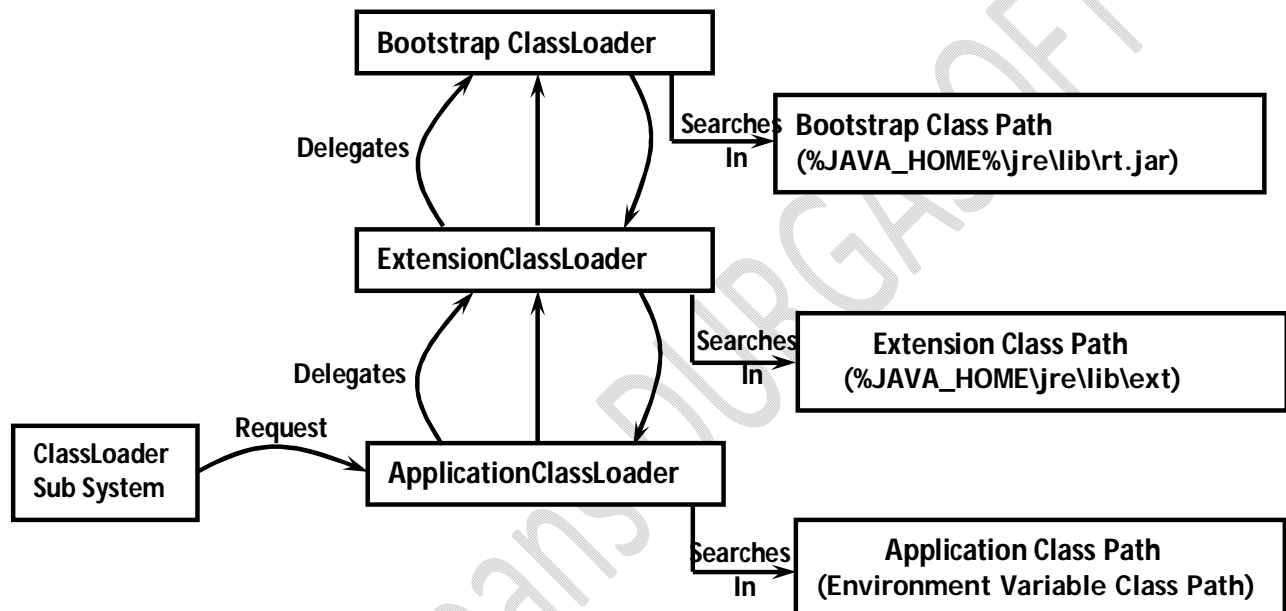 Bootstrap ClassLoader
Delegates
Searches
In
Bootstrap Class Path
(%JAVA_HOME%\jre\lib\rt.jar)
ExtensionClassLoader
Delegates
Searches
In
Extension Class Path
(%JAVA_HOME\jre\lib\ext)
Request
ClassLoader
Sub System
ApplicationClassLoader
Searches
In
Application Class Path
(Environment Variable Class Path)
ans DURGASOFT